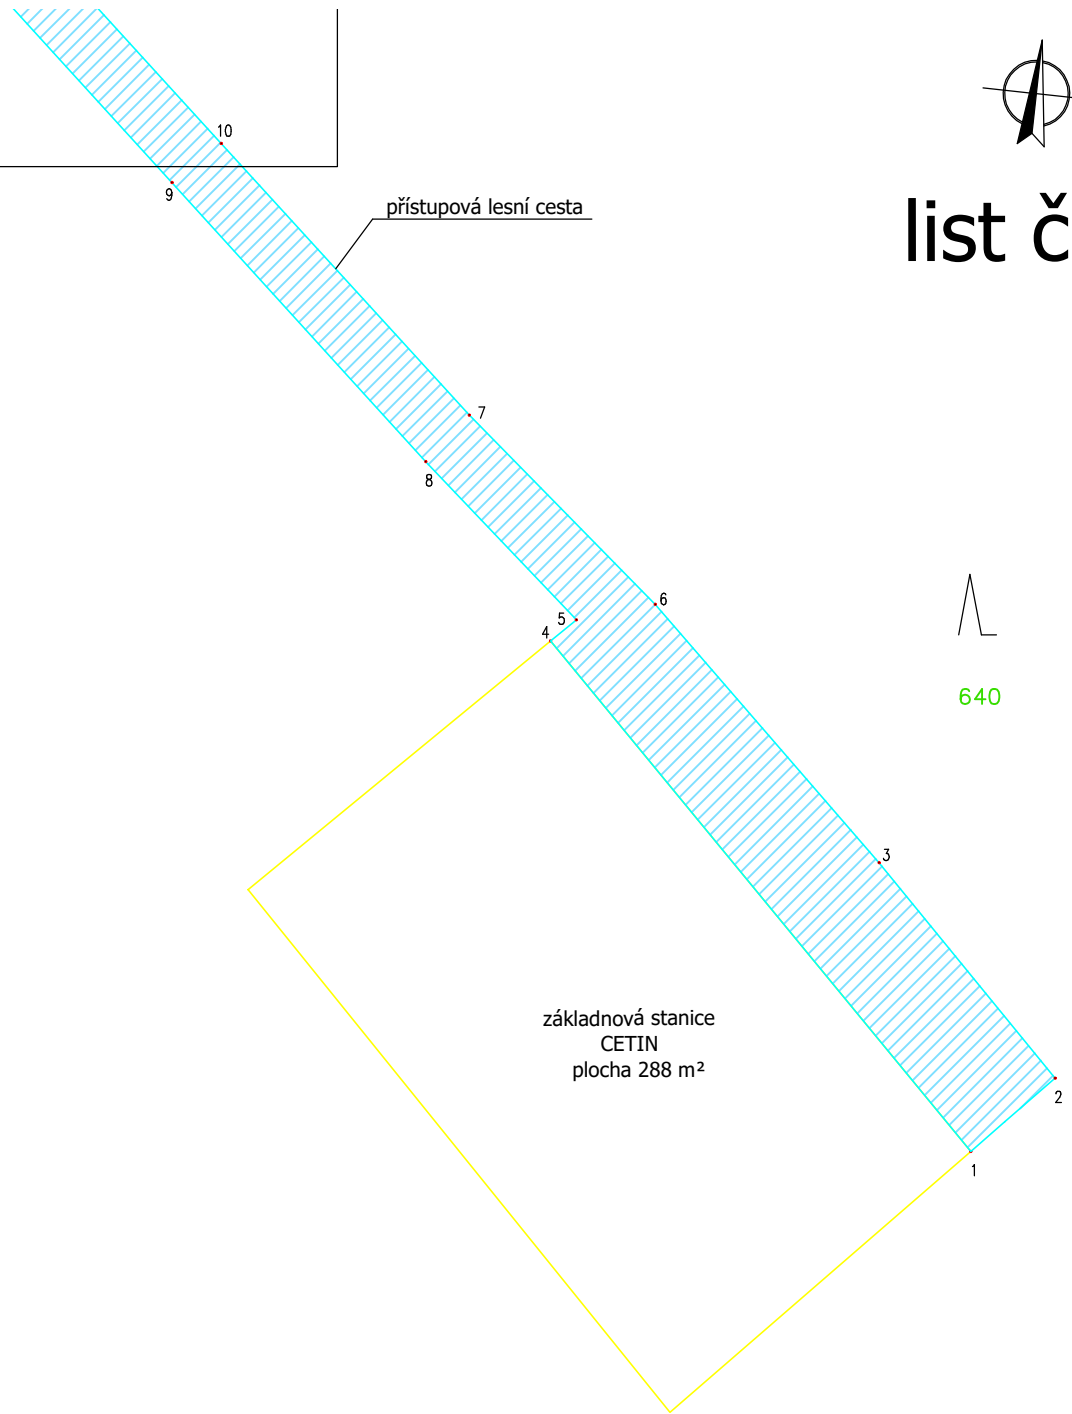 10
9
přístupová lesní cesta
list č
7
8
6
5
4
640
3
základnová stanice
CETIN
plocha 288 m²
2
1